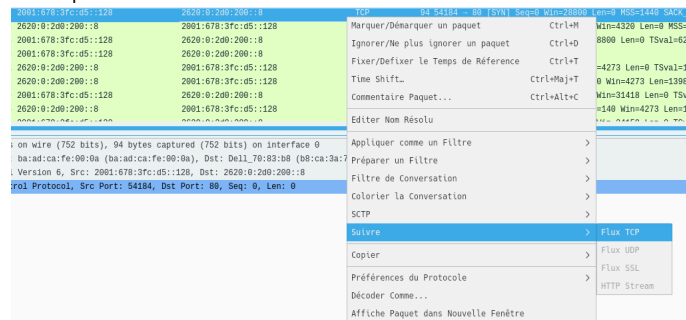 2001:678:3fc:d5::128 2620:0:2d0:200::8 TCP 94 54184 → 80 [SYN] Seq=0 Win=28800 Len=0 MSS=1440 SACK_
2620:0:2d0:200::8 2001:678:3fc:d5::128 Win=4320 Len=0 MSS=
2001:678:3fc:d5::128 2620:0:2d0:200::8 8800 Len=0 TSval=62
2001:678:3fc:d5::128 2620:0:2d0:200::8
2620:0:2d0:200::8 2001:678:3fc:d5::128 =4273 Len=0 TSval=1
2620:0:2d0:200::8 2001:678:3fc:d5::128 0 Win=4273 Len=1398
2001:678:3fc:d5::128 2620:0:2d0:200::8 Win=31418 Len=0 TSv
2620:0:2d0:200::8 2001:678:3fc:d5::128 =140 Win=4273 Len=1
Marquer/Démarquer un paquet Ctrl+M
Ignorer/Ne plus ignorer un paquet Ctrl+D
Fixer/Defixer le Temps de Réference Ctrl+T
Time Shift… Ctrl+Maj+T
Commentaire Paquet... Ctrl+Alt+C
Editer Nom Résolu
Appliquer comme un Filtre
Préparer un Filtre
Filtre de Conversation
Colorier la Conversation
SCTP
Suivre
Copier
Préférences du Protocole
Décoder Comme...
Affiche Paquet dans Nouvelle Fenêtre
Flux TCP
Flux UDP
Flux SSL
HTTP Stream
s on wire (752 bits), 94 bytes captured (752 bits) on interface 0
: ba:ad:ca:fe:00:0a (ba:ad:ca:fe:00:0a), Dst: Dell_70:83:b8 (b8:ca:3a:7
l Version 6, Src: 2001:678:3fc:d5::128, Dst: 2620:0:2d0:200::8
trol Protocol, Src Port: 54184, Dst Port: 80, Seq: 0, Len: 0